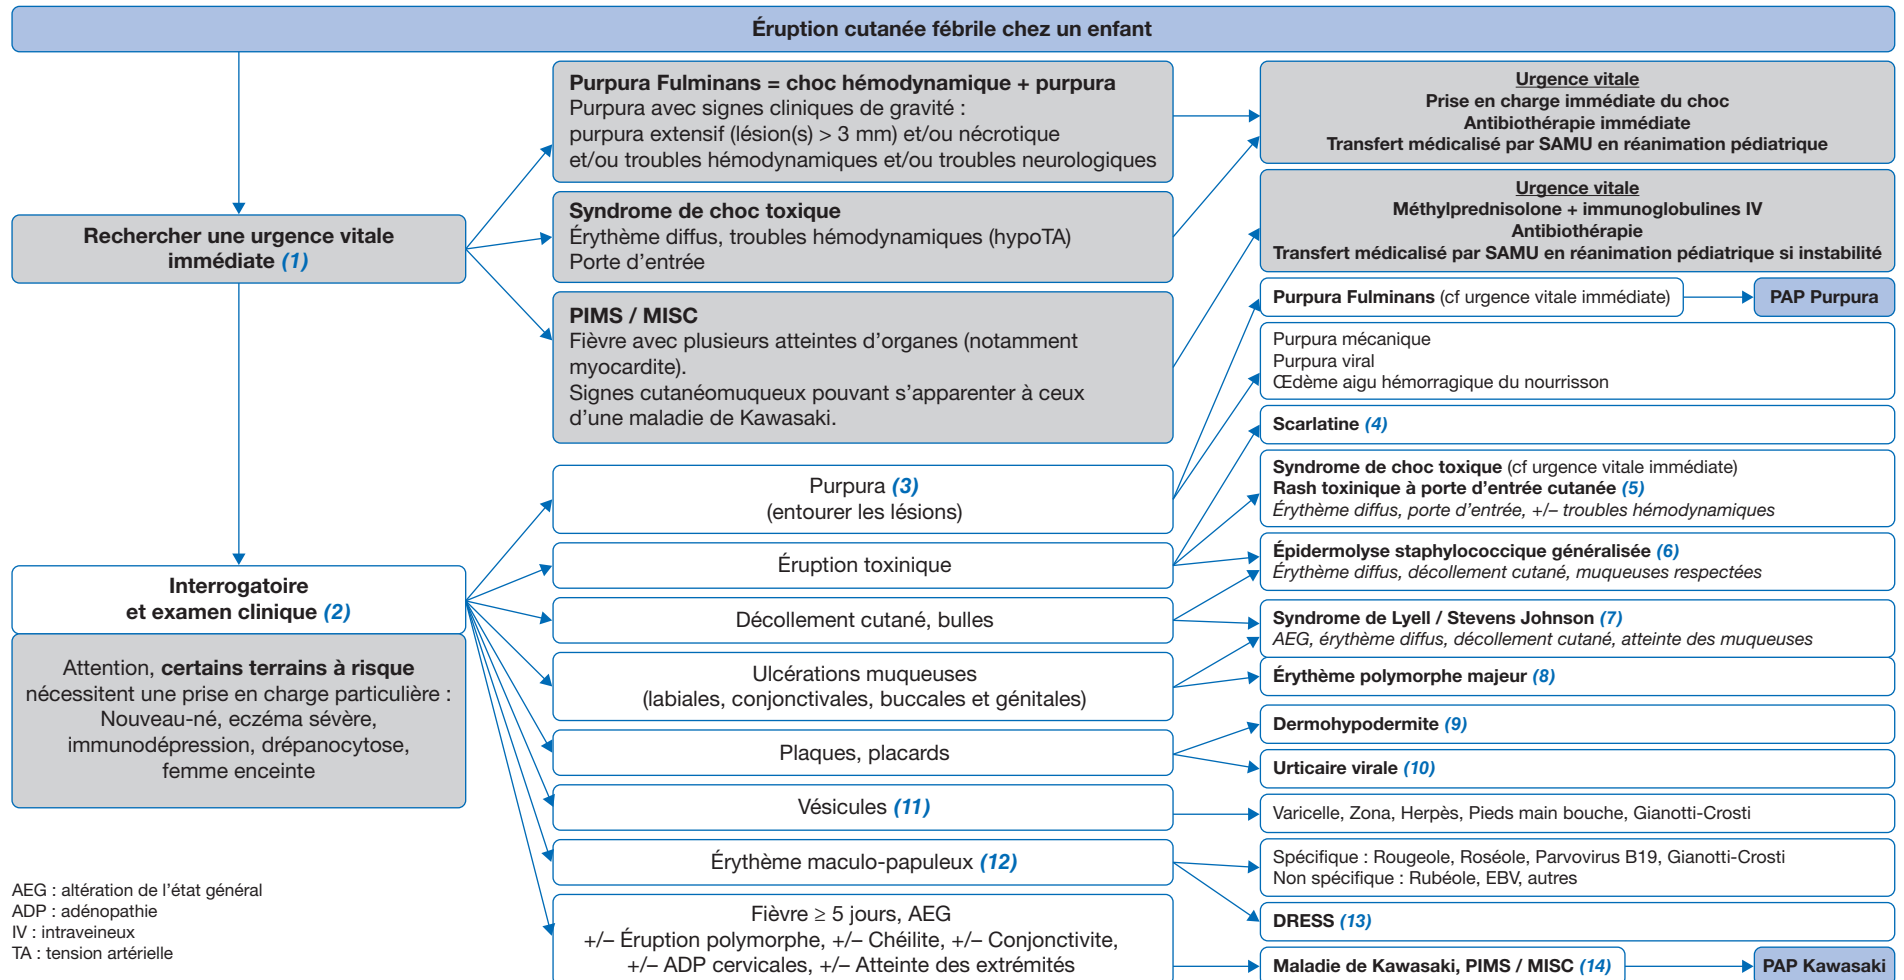 Éruption cutanée fébrile chez un enfant
Rechercher une urgence vitale
immédiate (1)
Purpura Fulminans = choc hémodynamique + purpura
Purpura avec signes cliniques de gravité :
purpura extensif (lésion(s) > 3 mm) et/ou nécrotique
et/ou troubles hémodynamiques et/ou troubles neurologiques
Syndrome de choc toxique
Érythème diffus, troubles hémodynamiques (hypoTA)
Porte d'entrée
PIMS / MISC
Fièvre avec plusieurs atteintes d'organes (notamment
myocardite).
Signes cutanéomuqueux pouvant s'apparenter à ceux
d'une maladie de Kawasaki.
Urgence vitale
Prise en charge immédiate du choc
Antibiothérapie immédiate
Transfert médicalisé par SAMU en réanimation pédiatrique
Urgence vitale
Méthylprednisolone + immunoglobulines IV
Antibiothérapie
Transfert médicalisé par SAMU en réanimation pédiatrique si instabilité
Interrogatoire
et examen clinique (2)
Attention, certains terrains à risque
nécessitent une prise en charge particulière :
Nouveau-né, eczéma sévère,
immunodépression, drépanocytose,
femme enceinte
Purpura (3)
(entourer les lésions)
Éruption toxinique
Décollement cutané, bulles
Ulcérations muqueuses
(labiales, conjonctivales, buccales et génitales)
Plaques, placards
Vésicules (11)
Érythème maculo-papuleux (12)
Fièvre ≥ 5 jours, AEG
+/– Éruption polymorphe, +/– Chéilite, +/– Conjonctivite,
+/– ADP cervicales, +/– Atteinte des extrémités
Purpura Fulminans (cf urgence vitale immédiate)
PAP Purpura
Purpura mécanique
Purpura viral
Œdème aigu hémorragique du nourrisson
Scarlatine (4)
Syndrome de choc toxique (cf urgence vitale immédiate)
Rash toxinique à porte d'entrée cutanée (5)
Érythème diffus, porte d'entrée, +/– troubles hémodynamiques
Épidermolyse staphylococcique généralisée (6)
Érythème diffus, décollement cutané, muqueuses respectées
Syndrome de Lyell / Stevens Johnson (7)
AEG, érythème diffus, décollement cutané, atteinte des muqueuses
Érythème polymorphe majeur (8)
Dermohypodermite (9)
Urticaire virale (10)
Varicelle, Zona, Herpès, Pieds main bouche, Gianotti-Crosti
Spécifique : Rougeole, Roséole, Parvovirus B19, Gianotti-Crosti
Non spécifique : Rubéole, EBV, autres
DRESS (13)
Maladie de Kawasaki, PIMS / MISC (14)
PAP Kawasaki
AEG : altération de l'état général
ADP : adénopathie
IV : intraveineux
TA : tension artérielle